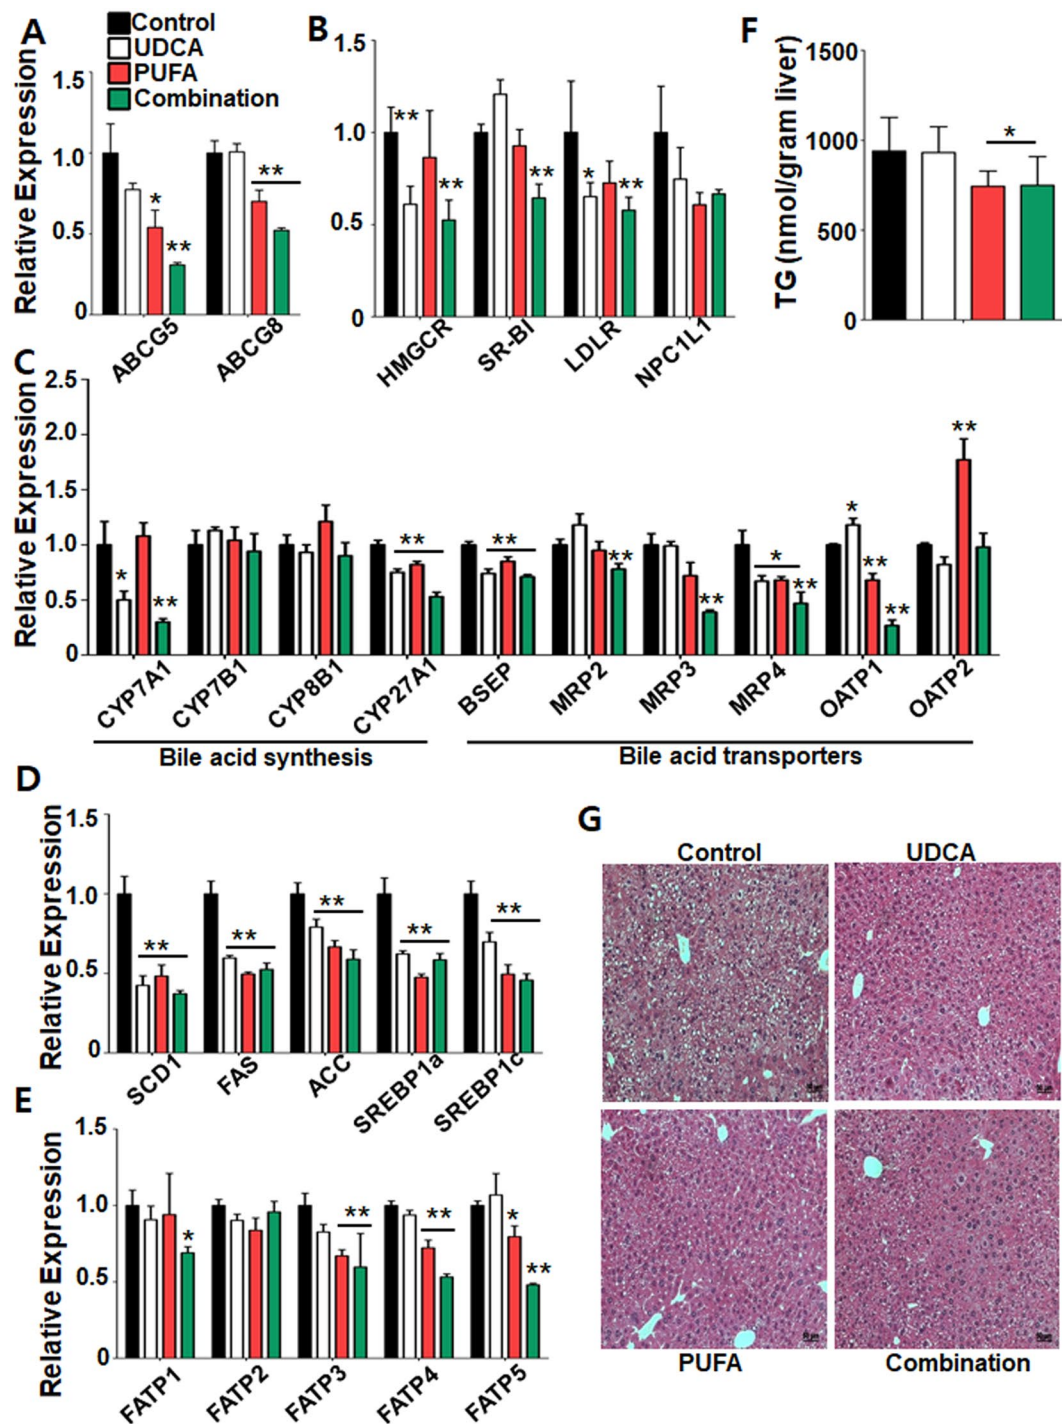 A
Control
UDCA
PUFA
Combination
Relative Expression
1.5
1.0
0.5
0
*
**
**
ABCG5
ABCG8
B
1.5
1.0
0.5
0
**
**
**
*
**
HMGCR
SR-BI
LDLR
NPC1L1
F
TG (nmol/gram liver)
1500
1000
500
0
*
C
Relative Expression
2.5
2.0
1.5
1.0
0.5
0
*
**
**
**
**
**
*
**
*
**
**
**
CYP7A1
CYP7B1
CYP8B1
CYP27A1
BSEP
MRP2
MRP3
MRP4
OATP1
OATP2
Bile acid synthesis
Bile acid transporters
D
Relative Expression
1.5
1.0
0.5
0
**
**
**
**
**
SCD1
FAS
ACC
SREBP1a
SREBP1c
E
Relative Expression
1.5
1.0
0.5
0
*
**
**
*
**
FATP1
FATP2
FATP3
FATP4
FATP5
G
Control
UDCA
PUFA
Combination